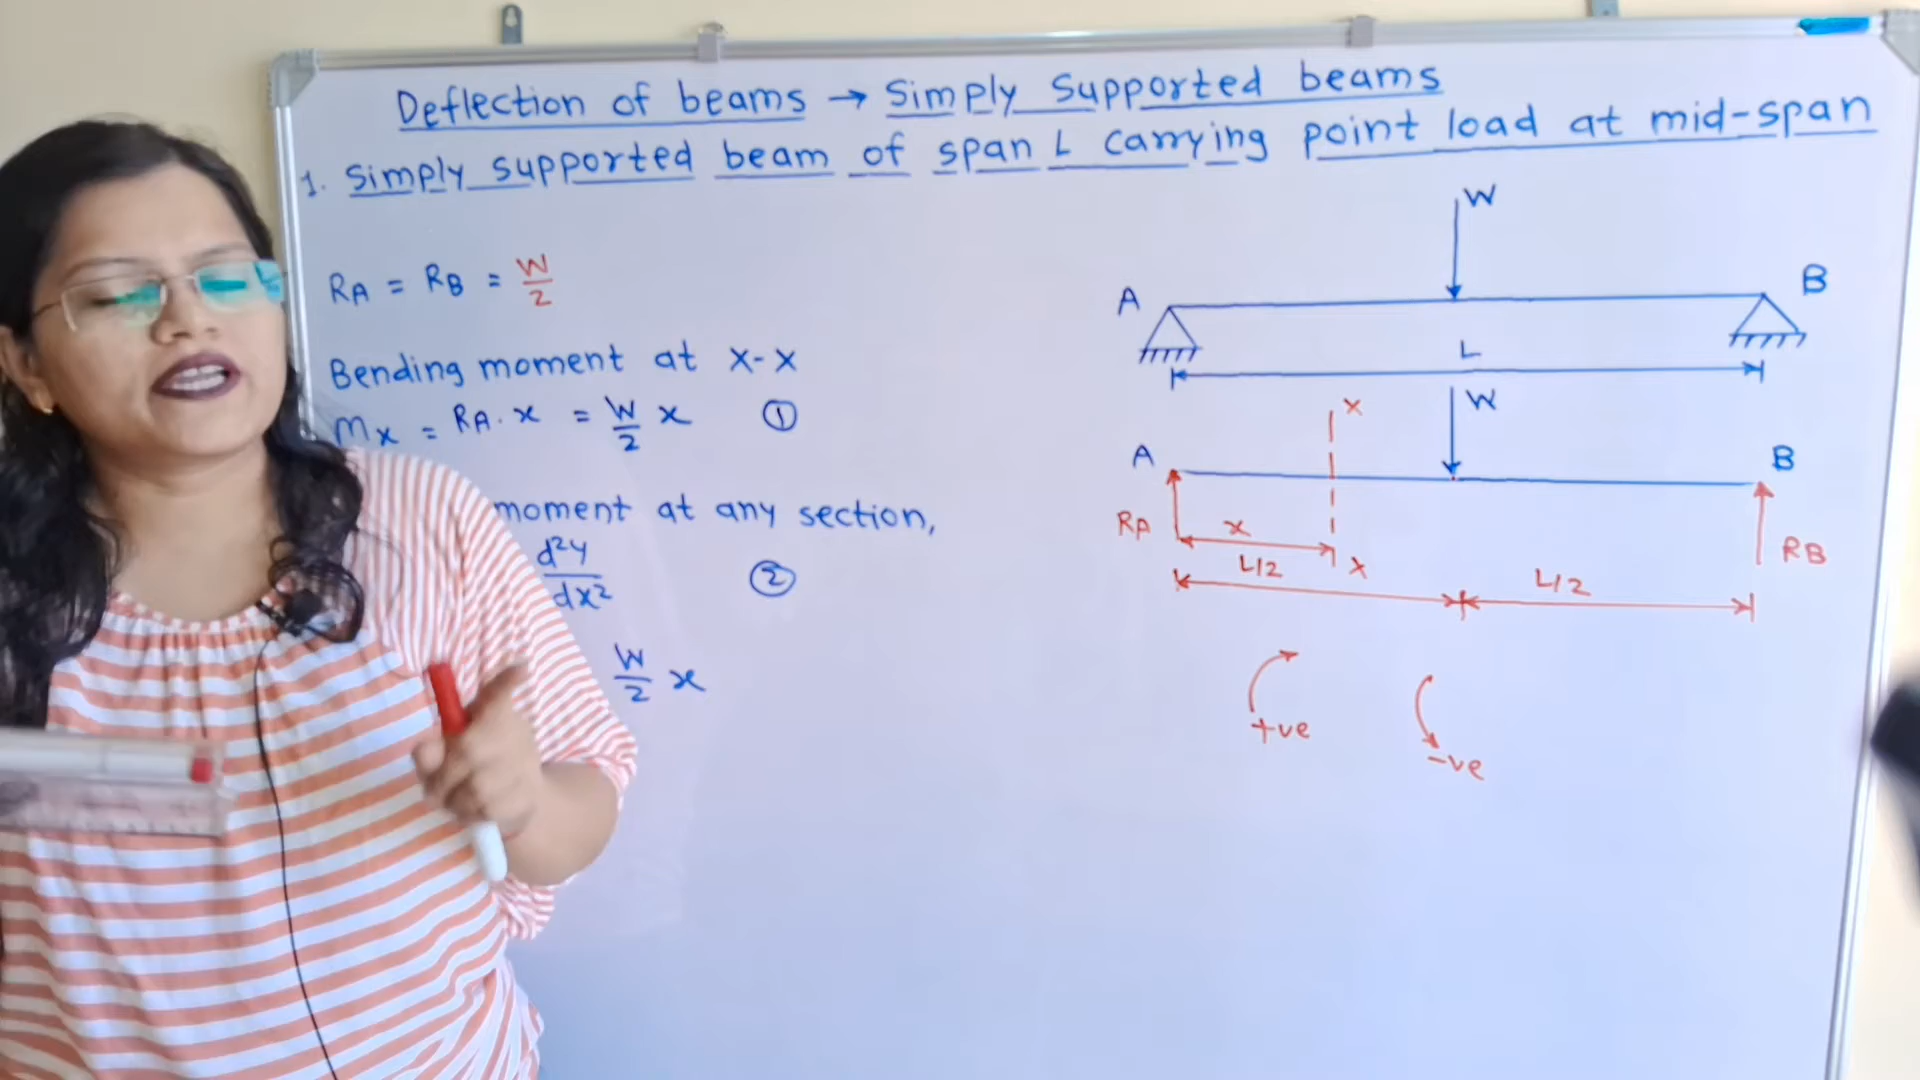 Deflection of beams → Simply Supported beams
1. Simply supported beam of span L carrying point load at mid-span
RA = RB = W/2
Bending moment at X-X
Mx = RA. x = W/2 x ①
moment at any section,
d²y/dx² ②
W/2 x
W
A
B
L
W
X
A
B
RA
x
RB
X
L/2
L/2
+ve
-ve